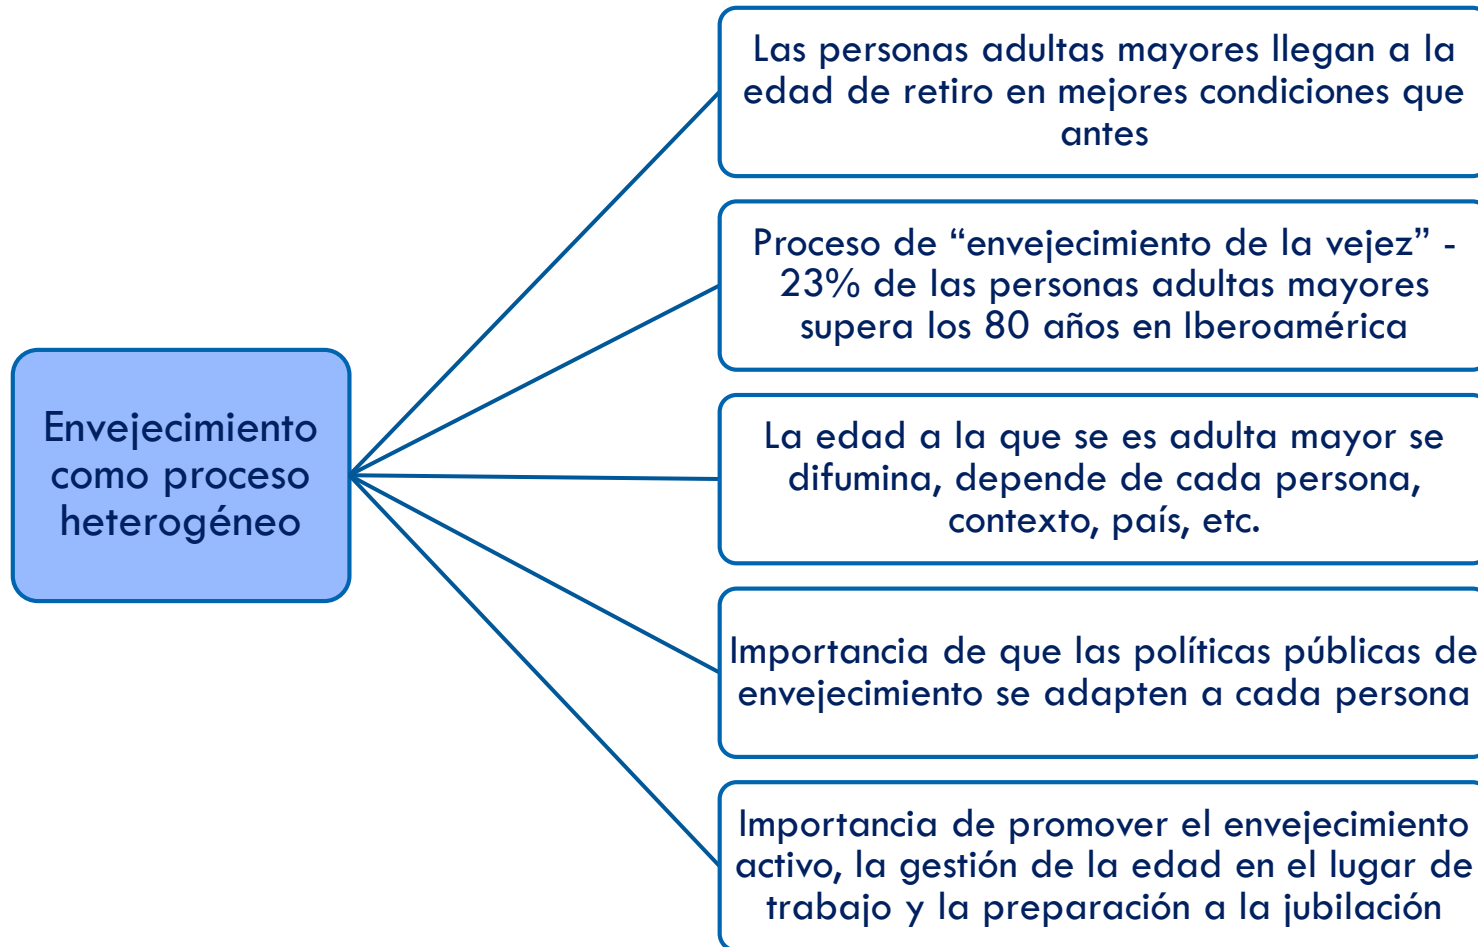 Las personas adultas mayores llegan a la
edad de retiro en mejores condiciones que
antes
Proceso de “envejecimiento de la vejez” -
23% de las personas adultas mayores
supera los 80 años en Iberoamérica
Envejecimiento
como proceso
heterogéneo
La edad a la que se es adulta mayor se
difumina, depende de cada persona,
contexto, país, etc.
Importancia de que las políticas públicas de
envejecimiento se adapten a cada persona
Importancia de promover el envejecimiento
activo, la gestión de la edad en el lugar de
trabajo y la preparación a la jubilación